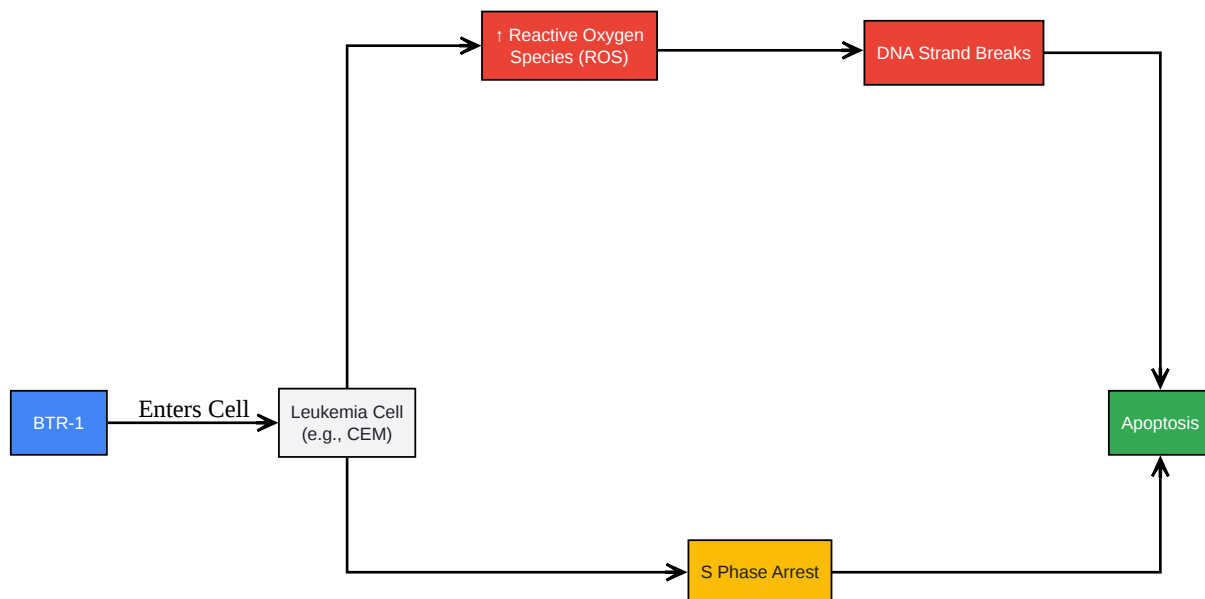 ↑ Reactive Oxygen
Species (ROS)
DNA Strand Breaks
BTR-1
Enters Cell
Leukemia Cell
(e.g., CEM)
Apoptosis
S Phase Arrest